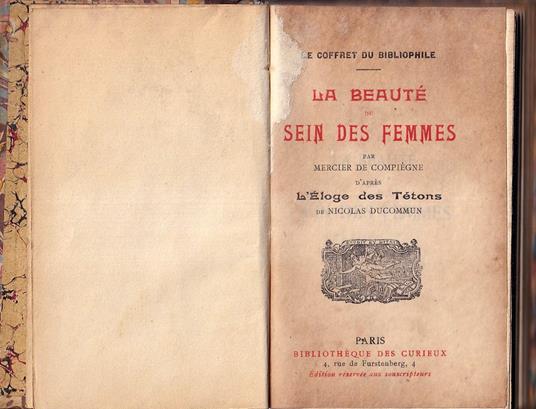 LE COFFRET DU BIBLIOPHILE
LA BEAUTÉ
DU
SEIN DES FEMMES
PAR
MERCIER DE COMPIÈGNE
D'APRÈS
L'Éloge des Tétons
DE NICOLAS DUCOMMUN
PARIS
BIBLIOTHÈQUE DES CURIEUX
4, rue de Furstenberg, 4
Édition réservée aux souscripteurs